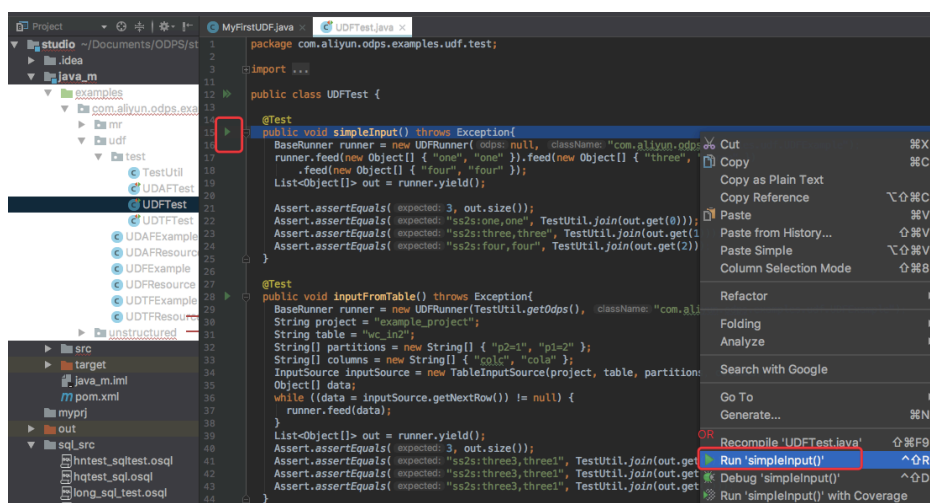 Project
MyFirstUDF.java
UDFTest.java
studio ~/Documents/ODPS/st
.idea
java_m
examples
com.aliyun.odps.exa
mr
udf
test
TestUtil
UDAFTest
UDFTest
UDTFTest
UDAFExample
UDAFResourc
UDFExample
UDFResource
UDTFExample
UDTFResourc
unstructured
src
target
java_m.iml
pom.xml
myprj
out
sql_src
hntest_sqltest.osql
hqtest_sql.osql
long_sql_test.osql
1 package com.aliyun.odps.examples.udf.test;
2
3 import ...
11
12 public class UDFTest {
13
14 @Test
15 public void simpleInput() throws Exception{
16 BaseRunner runner = new UDFRunner( odps: null, className: "com.aliyun.odps
17 runner.feed(new Object[] { "one", "one" }).feed(new Object[] { "three", "
18 .feed(new Object[] { "four", "four" });
19 List<Object[]> out = runner.yield();
20
21 Assert.assertEquals( expected: 3, out.size());
22 Assert.assertEquals( expected: "ss2s:one,one", TestUtil.join(out.get(0)));
23 Assert.assertEquals( expected: "ss2s:three,three", TestUtil.join(out.get(1
24 Assert.assertEquals( expected: "ss2s:four,four", TestUtil.join(out.get(2))
25 }
26
27 @Test
28 public void inputFromTable() throws Exception{
29 BaseRunner runner = new UDFRunner(TestUtil.getOdps(), className: "com.ali
30 String project = "example_project";
31 String table = "wc_in2";
32 String[] partitions = new String[] { "p2=1", "p1=2" };
33 String[] columns = new String[] { "colc", "cola" };
34 InputSource inputSource = new TableInputSource(project, table, partitions
35 Object[] data;
36 while ((data = inputSource.getNextRow()) != null) {
37 runner.feed(data);
38 }
39 List<Object[]> out = runner.yield();
40 Assert.assertEquals( expected: 3, out.size());
41 Assert.assertEquals( expected: "ss2s:three3,three1", TestUtil.join(out.get
42 Assert.assertEquals( expected: "ss2s:three3,three1", TestUtil.join(out.get
43 Assert.assertEquals( expected: "ss2s:three3,three1", TestUtil.join(out.get
44 }
Cut ⌘X
Copy ⌘C
Copy as Plain Text
Copy Reference ⌥⇧⌘C
Paste ⌘V
Paste from History... ⇧⌘V
Paste Simple ⌥⇧⌘V
Column Selection Mode ⇧⌘8
Refactor
Folding
Analyze
Search with Google
Go To
Generate... ⌘N
OR
Recompile 'UDFTest.java' ⇧⌘F9
Run 'simpleInput()' ^⇧R
Debug 'simpleInput()' ^⇧D
Run 'simpleInput()' with Coverage